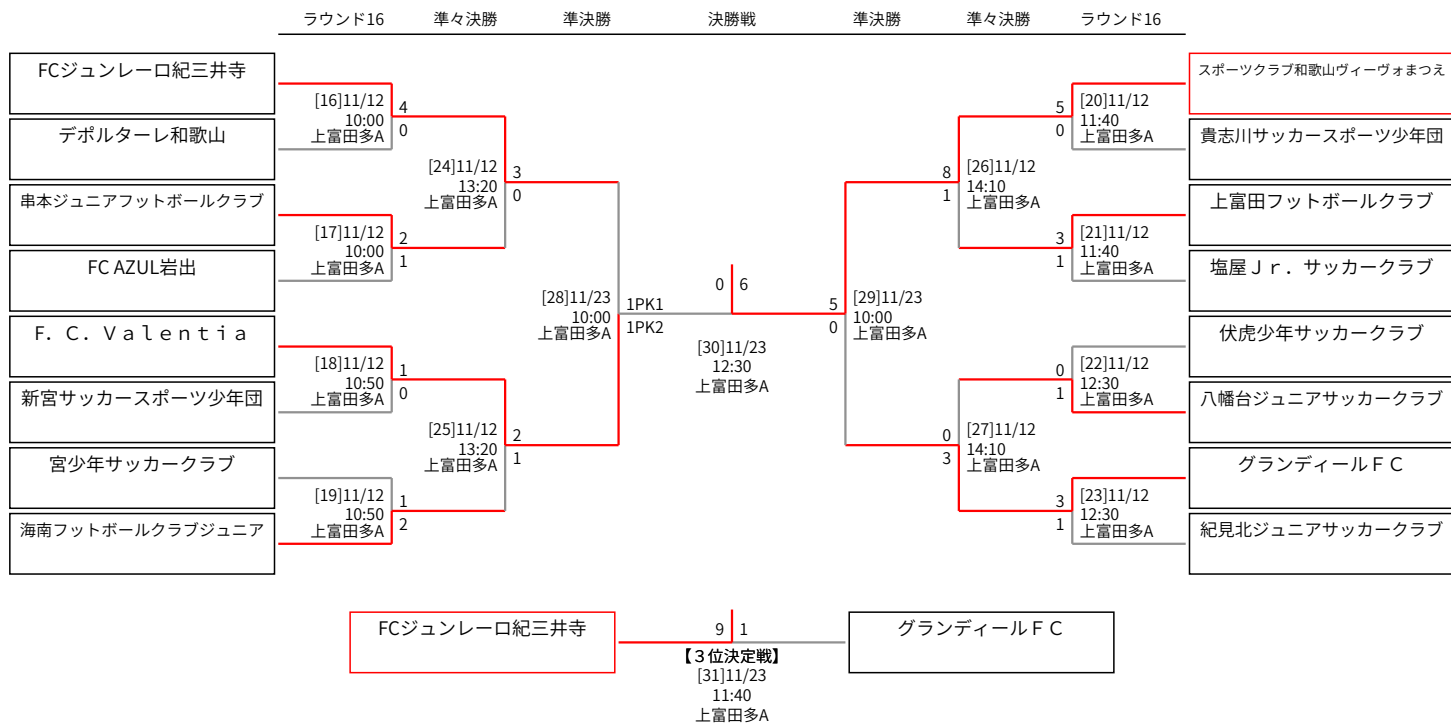 ラウンド16 準々決勝 準決勝 決勝戦 準決勝 準々決勝 ラウンド16
FCジュンレーロ紀三井寺
デポルターレ和歌山
串本ジュニアフットボールクラブ
FC AZUL岩出
Ｆ．Ｃ．Ｖａｌｅｎｔｉａ
新宮サッカースポーツ少年団
宮少年サッカークラブ
海南フットボールクラブジュニア
[16]11/12
10:00
上富田多A
4
0
[17]11/12
10:00
上富田多A
2
1
[18]11/12
10:50
上富田多A
1
0
[19]11/12
10:50
上富田多A
1
2
[24]11/12
13:20
上富田多A
3
0
[25]11/12
13:20
上富田多A
2
1
[28]11/23
10:00
上富田多A
1PK1
1PK2
0 6
[30]11/23
12:30
上富田多A
5
0
[29]11/23
10:00
上富田多A
8
1
[26]11/12
14:10
上富田多A
0
3
[27]11/12
14:10
上富田多A
5
0
[20]11/12
11:40
上富田多A
3
1
[21]11/12
11:40
上富田多A
0
1
[22]11/12
12:30
上富田多A
3
1
[23]11/12
12:30
上富田多A
スポーツクラブ和歌山ヴィーヴォまつえ
貴志川サッカースポーツ少年団
上富田フットボールクラブ
塩屋Ｊｒ．サッカークラブ
伏虎少年サッカークラブ
八幡台ジュニアサッカークラブ
グランディールＦＣ
紀見北ジュニアサッカークラブ
FCジュンレーロ紀三井寺
9 1
グランディールＦＣ
【３位決定戦】
[31]11/23
11:40
上富田多A